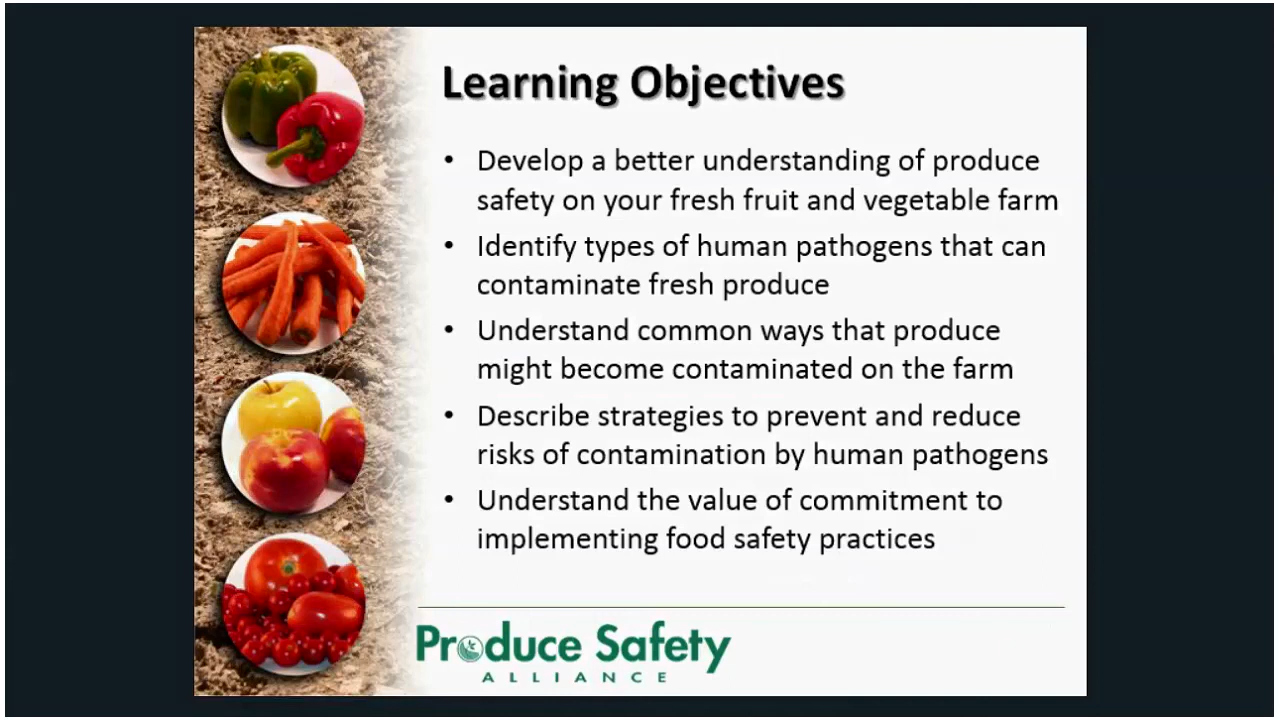 Learning Objectives
• Develop a better understanding of produce
safety on your fresh fruit and vegetable farm
• Identify types of human pathogens that can
contaminate fresh produce
• Understand common ways that produce
might become contaminated on the farm
• Describe strategies to prevent and reduce
risks of contamination by human pathogens
• Understand the value of commitment to
implementing food safety practices
Produce Safety
ALLIANCE